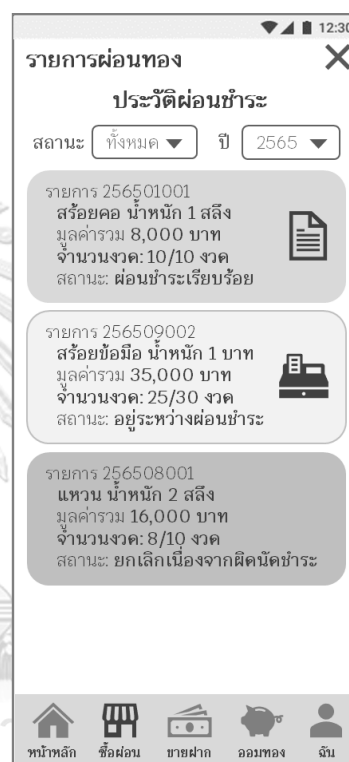 12:30
รายการผ่อนทอง
ประวัติผ่อนชำระ
สถานะ ทั้งหมด ปี 2565
รายการ 256501001
สร้อยคอ น้ำหนัก 1 สลึง
มูลค่ารวม 8,000 บาท
จำนวนงวด: 10/10 งวด
สถานะ: ผ่อนชำระเรียบร้อย
รายการ 256509002
สร้อยข้อมือ น้ำหนัก 1 บาท
มูลค่ารวม 35,000 บาท
จำนวนงวด: 25/30 งวด
สถานะ: อยู่ระหว่างผ่อนชำระ
รายการ 256508001
แหวน น้ำหนัก 2 สลึง
มูลค่ารวม 16,000 บาท
จำนวนงวด: 8/10 งวด
สถานะ: ยกเลิกเนื่องจากผิดนัดชำระ
หน้าหลัก ซื้อผ่อน ขายฝาก ออมทอง ฉัน